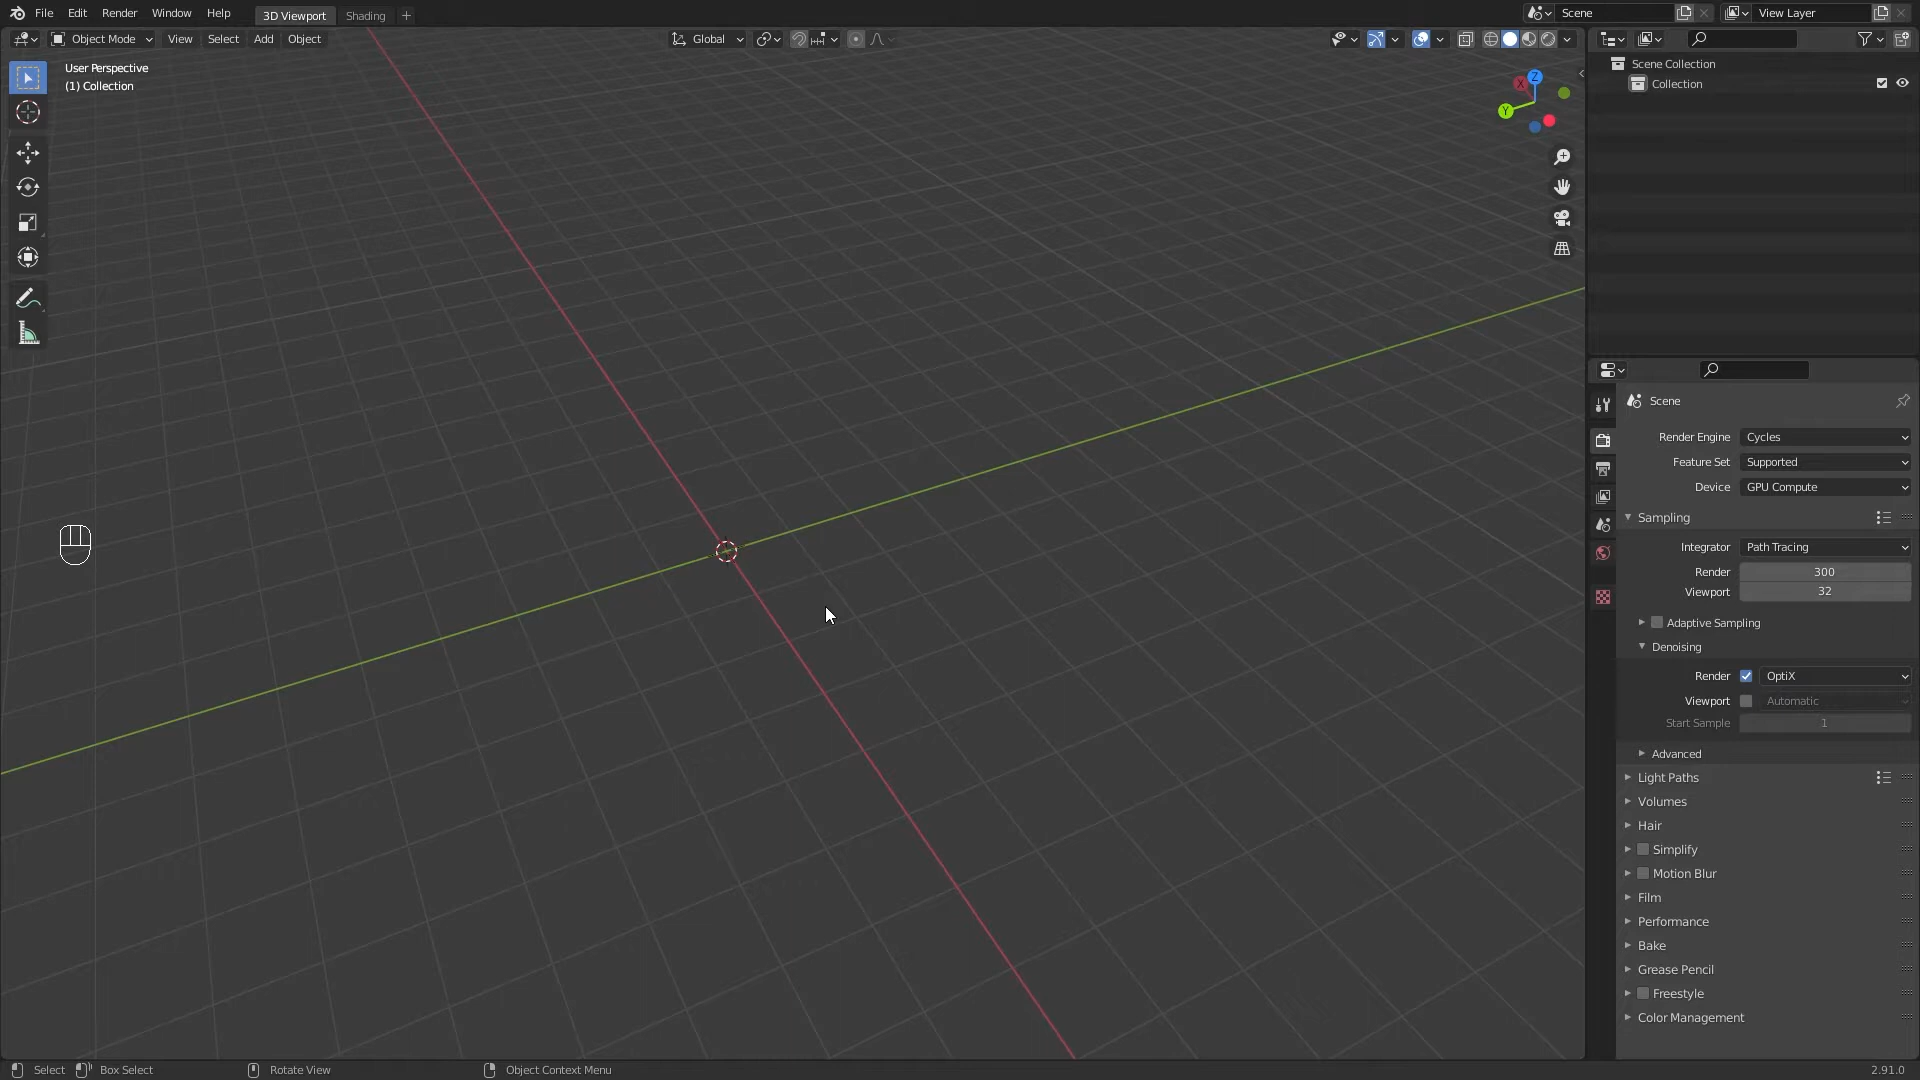 File Edit Render Window Help 3D Viewport Shading + Scene View Layer
Object Mode View Select Add Object Global
User Perspective
(1) Collection
Z
X
Y
Scene Collection
Collection
Scene
Render Engine Cycles
Feature Set Supported
Device GPU Compute
Sampling
Integrator Path Tracing
Render 300
Viewport 32
Adaptive Sampling
Denoising
Render OptiX
Viewport Automatic
Start Sample 1
Advanced
Light Paths
Volumes
Hair
Simplify
Motion Blur
Film
Performance
Bake
Grease Pencil
Freestyle
Color Management
Select Box Select Rotate View Object Context Menu 2.91.0